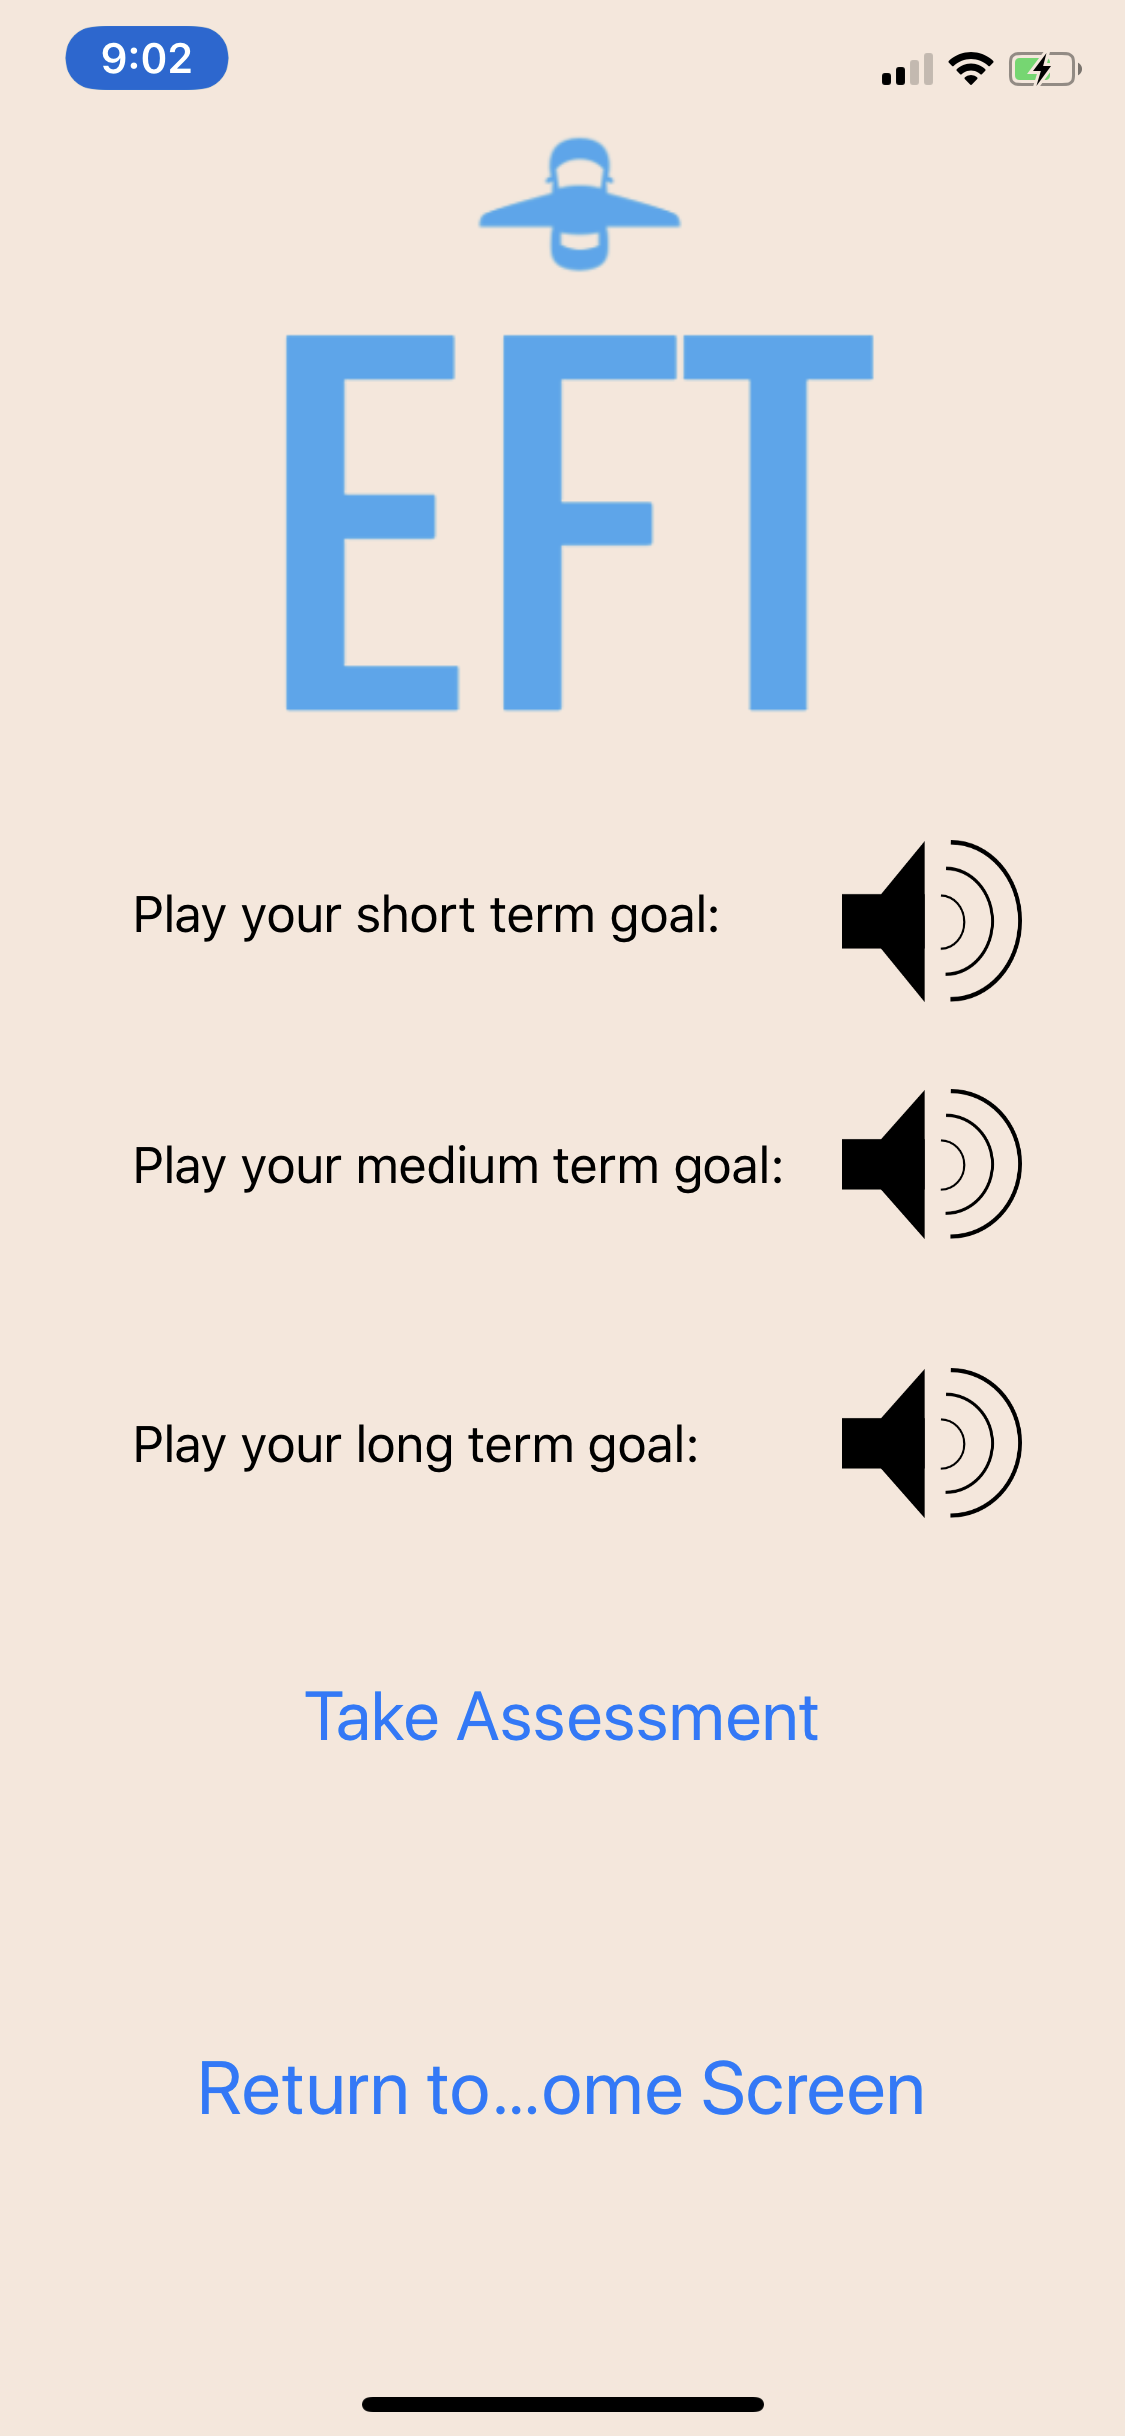 9:02
EFT
Play your short term goal:
Play your medium term goal:
Play your long term goal:
Take Assessment
Return to...ome Screen